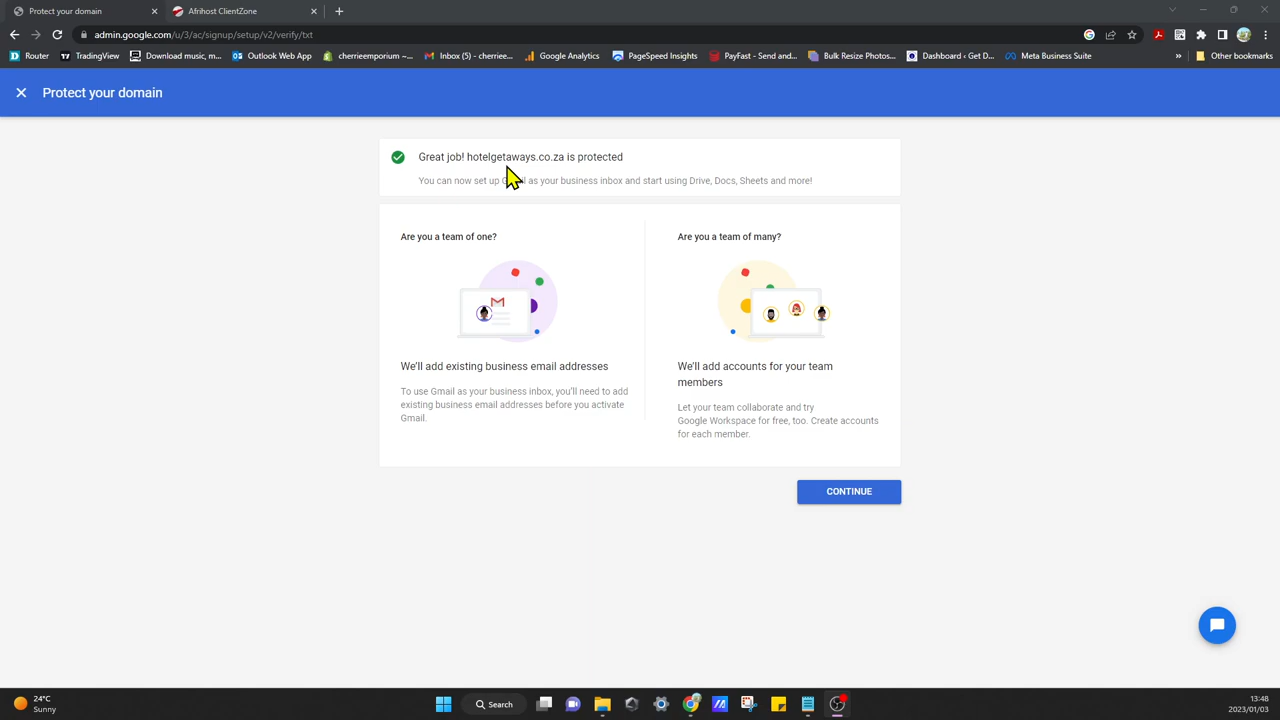 Protect your domain
Afrihost ClientZone
admin.google.com/u/3/ac/signup/setup/v2/verify/txt
Router
TradingView
Download music, m...
Outlook Web App
cherrieemporium –...
Inbox (7) - cherriee...
Google Analytics
PageSpeed Insights
PayFast - Send and...
Bulk Resize Photos...
Dashboard ‹ Get D...
Meta Business Suite
»
Other bookmarks
Protect your domain
Great job! hotelgetaways.co.za is protected
You can now set up as your business inbox and start using Drive, Docs, Sheets and more!
Are you a team of one?
We'll add existing business email addresses
To use Gmail as your business inbox, you'll need to add
existing business email addresses before you activate
Gmail.
Are you a team of many?
We'll add accounts for your team
members
Let your team collaborate and try
Google Workspace for free, too. Create accounts
for each member.
CONTINUE
24°C
Sunny
Search
13:48
2023/01/03